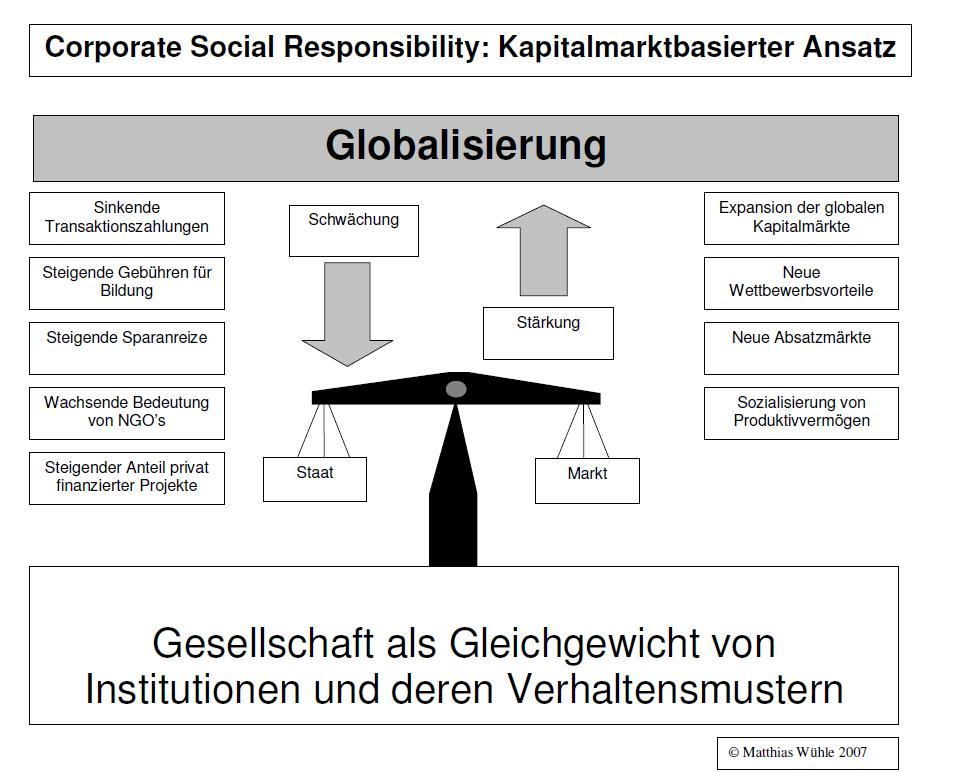 Corporate Social Responsibility: Kapitalmarktbasierter Ansatz
Globalisierung
Sinkende
Transaktionszahlungen
Steigende Gebühren für
Bildung
Steigende Sparanreize
Wachsende Bedeutung
von NGO's
Steigender Anteil privat
finanzierter Projekte
Schwächung
Stärkung
Staat
Markt
Expansion der globalen
Kapitalmärkte
Neue
Wettbewerbsvorteile
Neue Absatzmärkte
Sozialisierung von
Produktivvermögen
Gesellschaft als Gleichgewicht von
Institutionen und deren Verhaltensmustern
© Matthias Wühle 2007